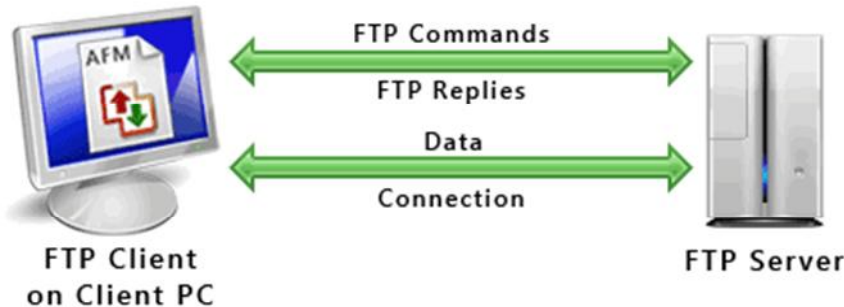 AFM
FTP Commands
FTP Replies
Data
Connection
FTP Client
on Client PC
FTP Server